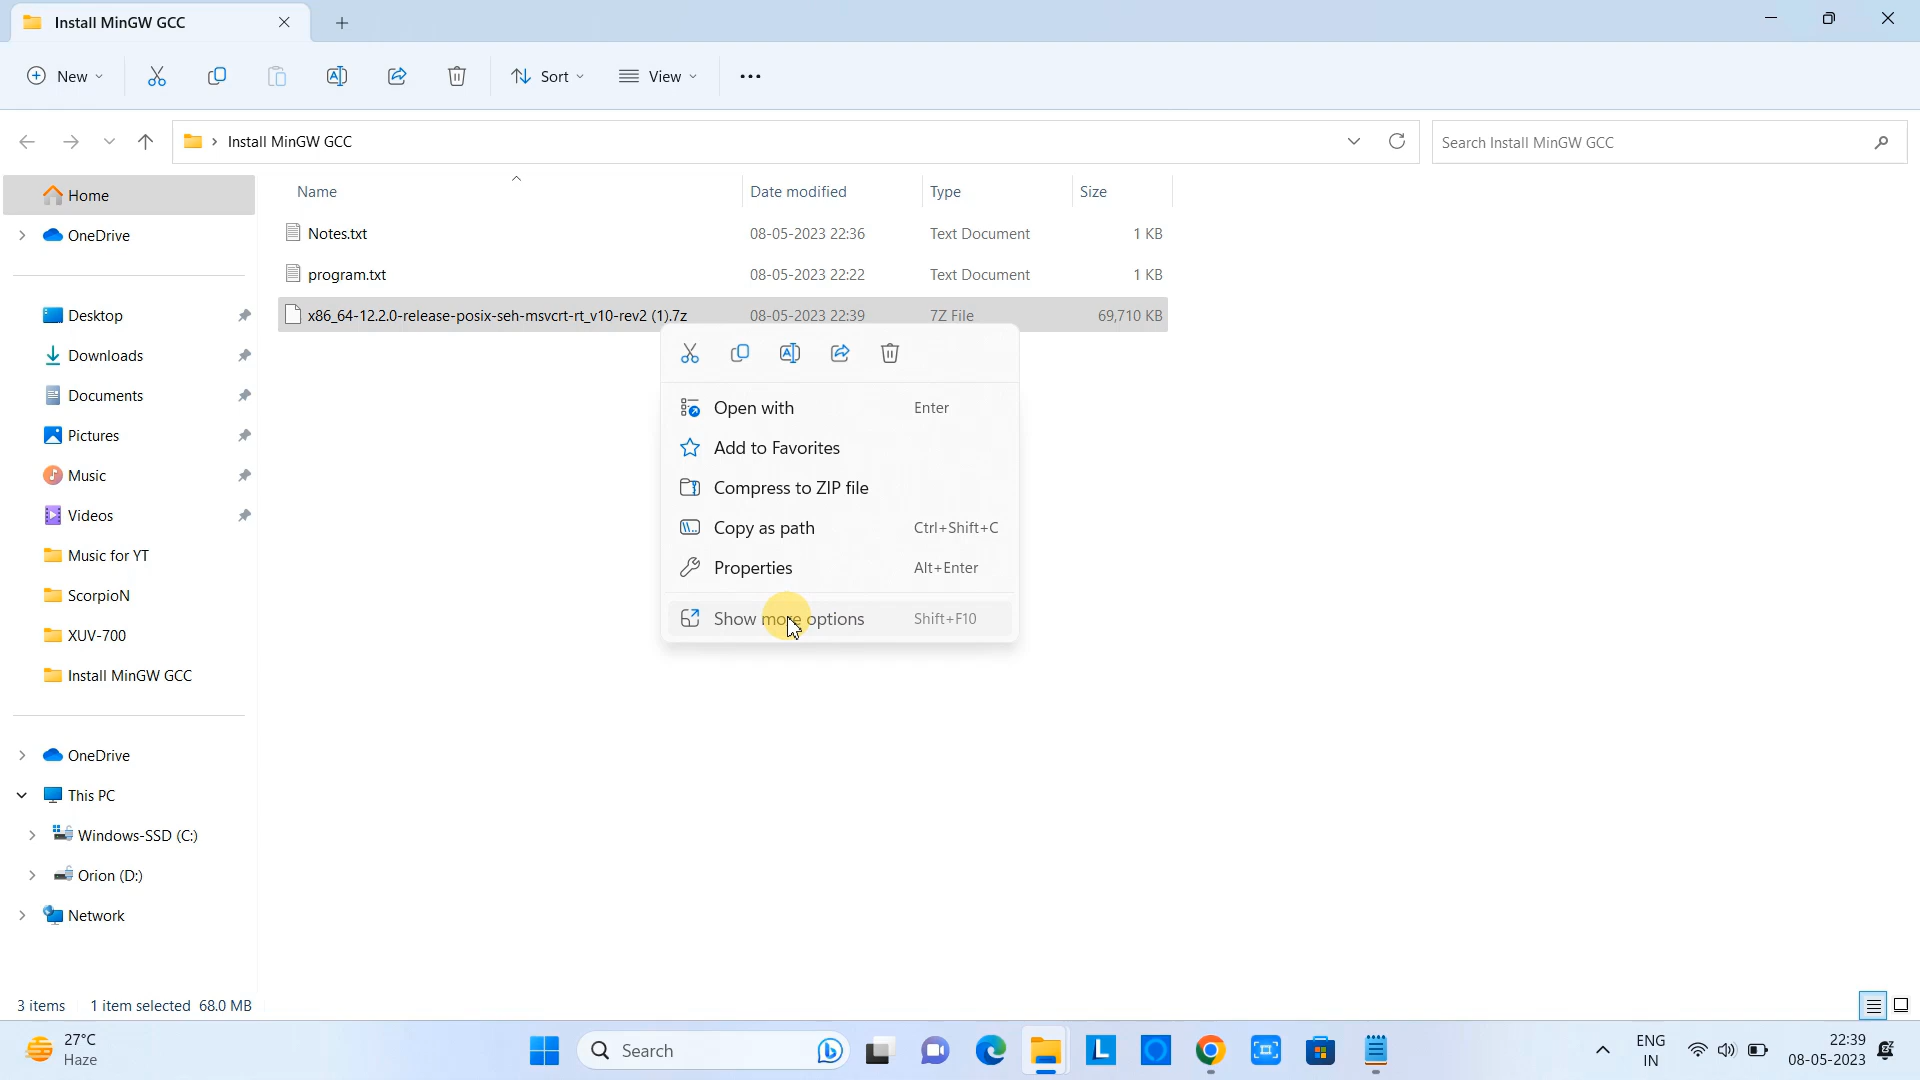 Install MinGW GCC
New
Sort
View
Install MinGW GCC
Search Install MinGW GCC
Name Date modified Type Size
Home
Notes.txt 08-05-2023 22:36 Text Document 1 KB
OneDrive
program.txt 08-05-2023 22:22 Text Document 1 KB
x86_64-12.2.0-release-posix-seh-msvcrt-rt_v10-rev2 (1).7z 08-05-2023 22:39 7Z File 69,710 KB
Desktop
Downloads
Documents
Pictures
Music
Videos
Music for YT
ScorpioN
XUV-700
Install MinGW GCC
OneDrive
This PC
Windows-SSD (C:)
Orion (D:)
Network
Open with Enter
Add to Favorites
Compress to ZIP file
Copy as path Ctrl+Shift+C
Properties Alt+Enter
Show more options Shift+F10
3 items 1 item selected 68.0 MB
27°C
Haze
Search
ENG
IN
22:39
08-05-2023